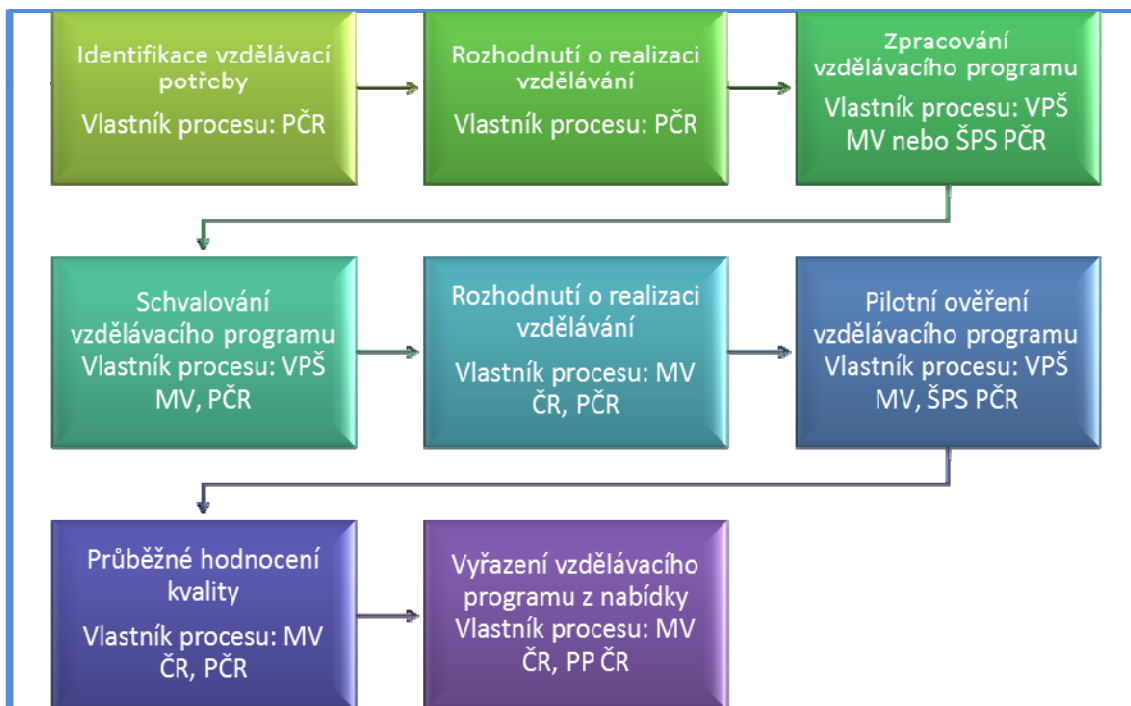 Identifikace vzdělávací
potřeby
Vlastník procesu: PČR
Rozhodnutí o realizaci
vzdělávání
Vlastník procesu: PČR
Zpracování
vzdělávacího programu
Vlastník procesu: VPŠ
MV nebo ŠPS PČR
Schvalování
vzdělávacího programu
Vlastník procesu: VPŠ
MV, PČR
Rozhodnutí o realizaci
vzdělávání
Vlastník procesu: MV
ČR, PČR
Pilotní ověření
vzdělávacího programu
Vlastník procesu: VPŠ
MV, ŠPS PČR
Průběžné hodnocení
kvality
Vlastník procesu: MV
ČR, PČR
Vyřazení vzdělávacího
programu z nabídky
Vlastník procesu: MV
ČR, PP ČR